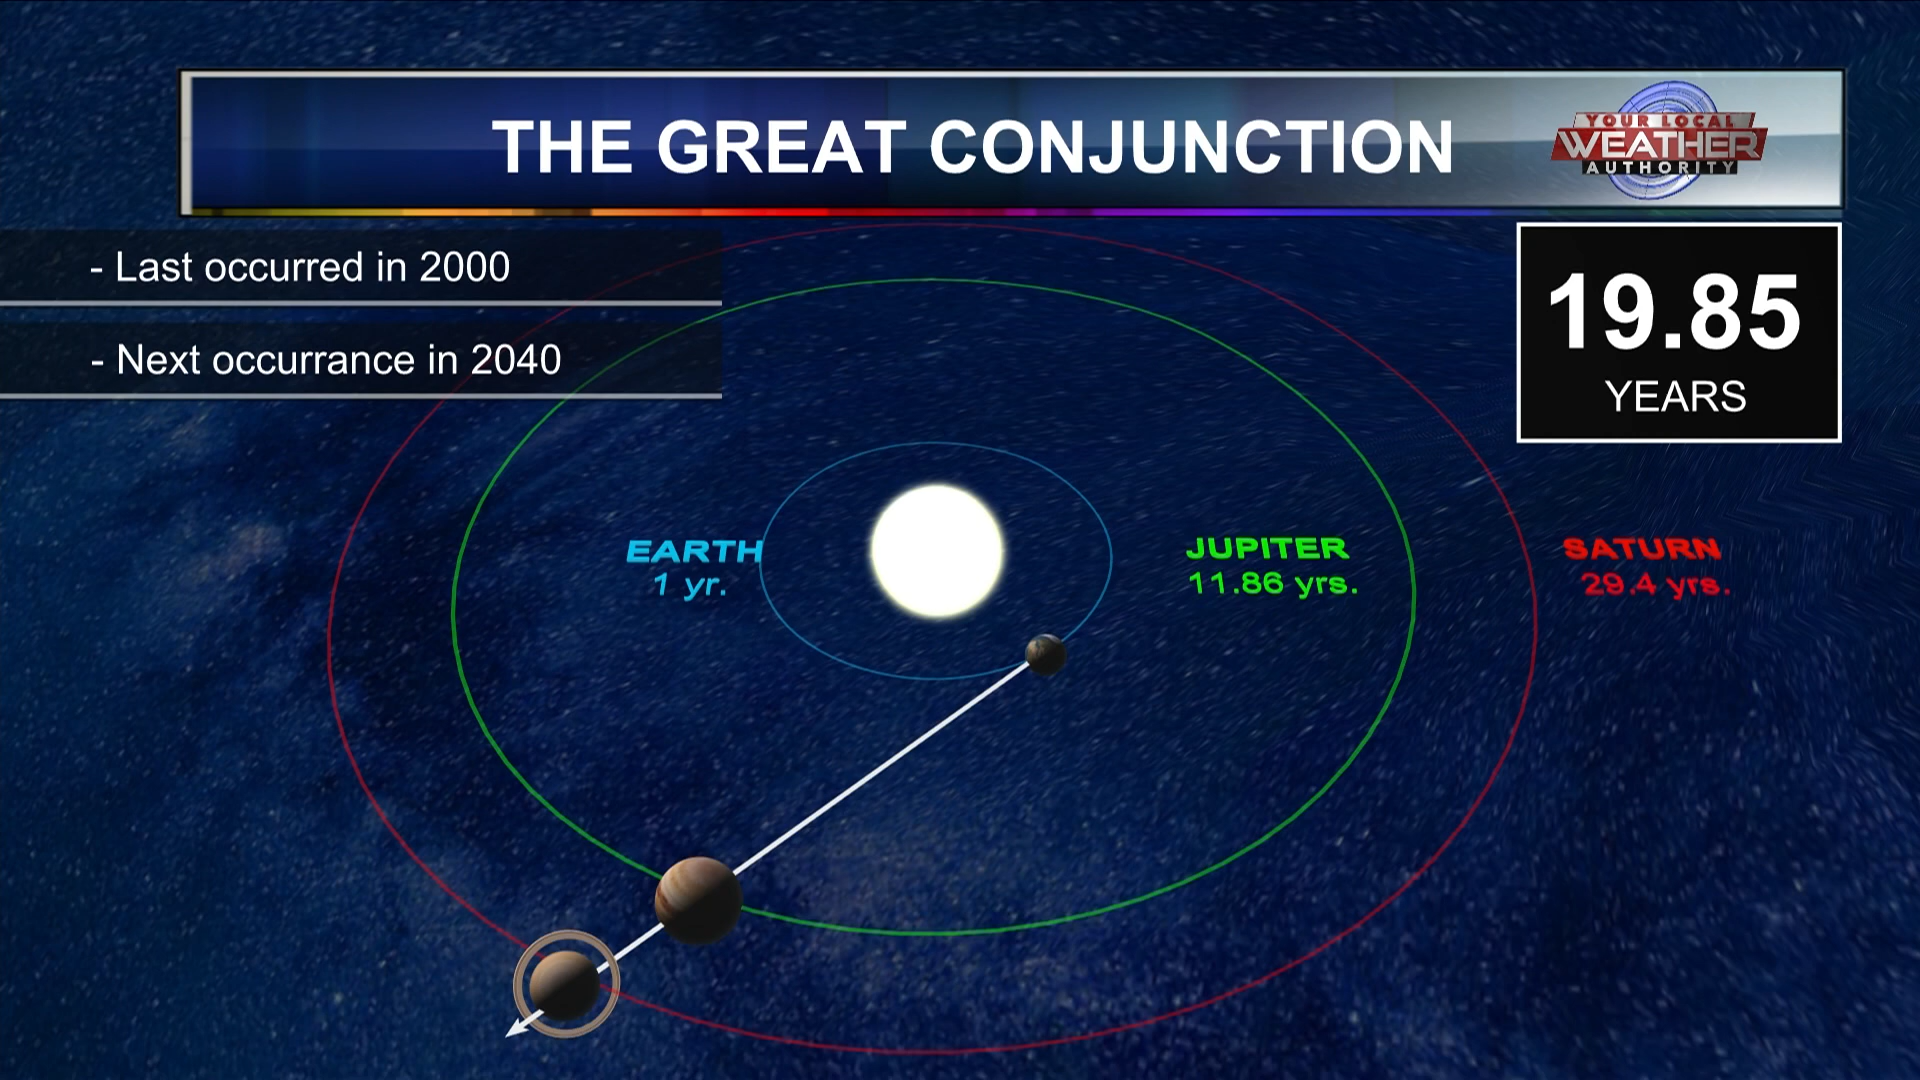 THE GREAT CONJUNCTION
YOUR LOCAL
WEATHER
AUTHORITY
- Last occurred in 2000
- Next occurrance in 2040
19.85
YEARS
EARTH
1 yr.
JUPITER
11.86 yrs.
SATURN
29.4 yrs.